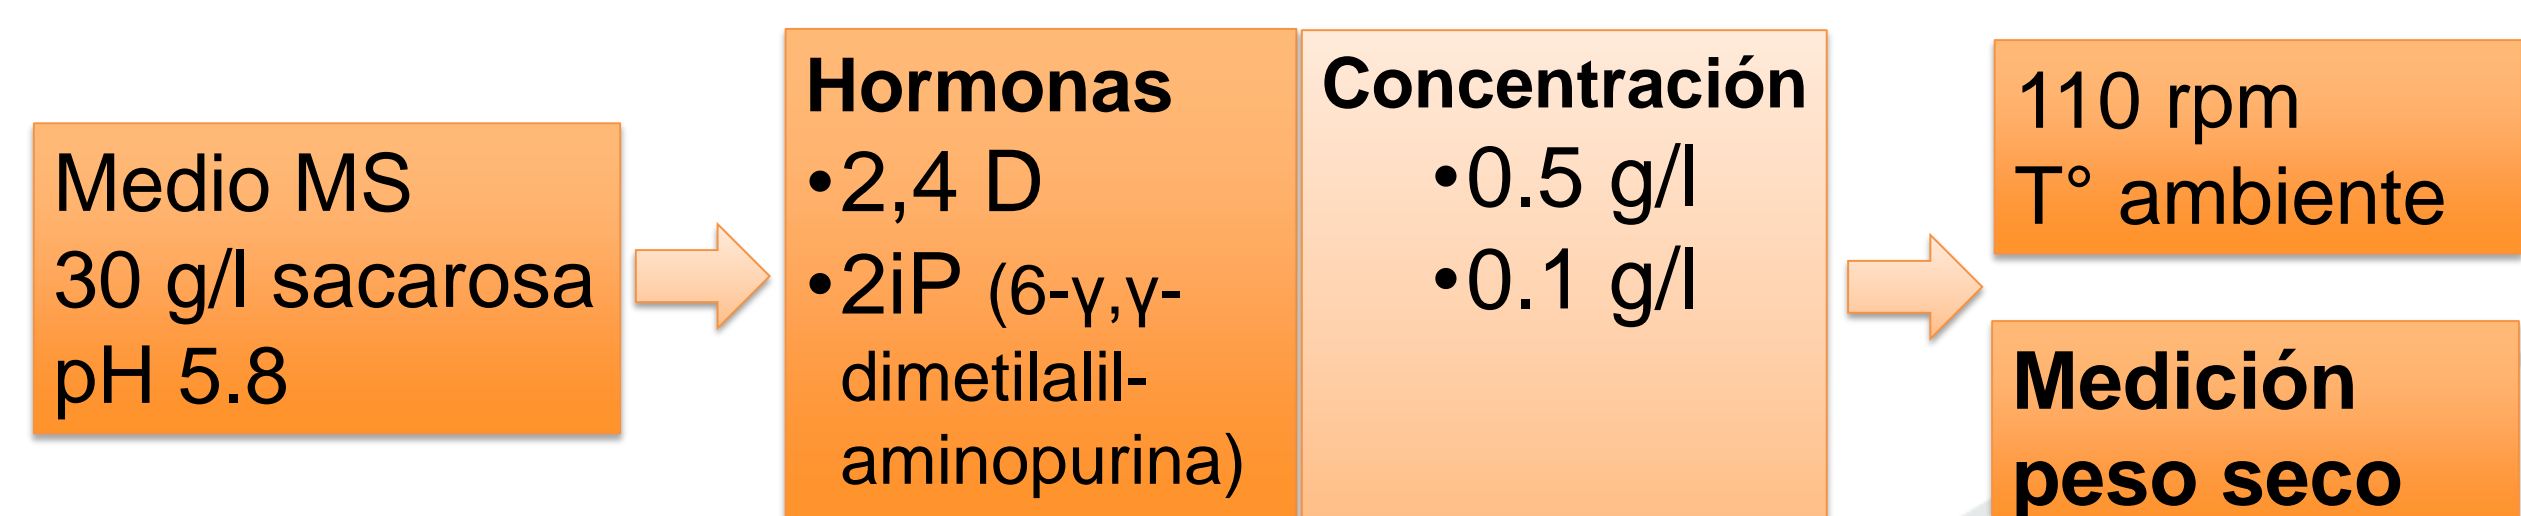 Medio MS
30 g/l sacarosa
pH 5.8
Hormonas
•2,4 D
•2iP (6-γ,γ-
dimetilalil-
aminopurina)
Concentración
•0.5 g/l
•0.1 g/l
110 rpm
T° ambiente
Medición
peso seco